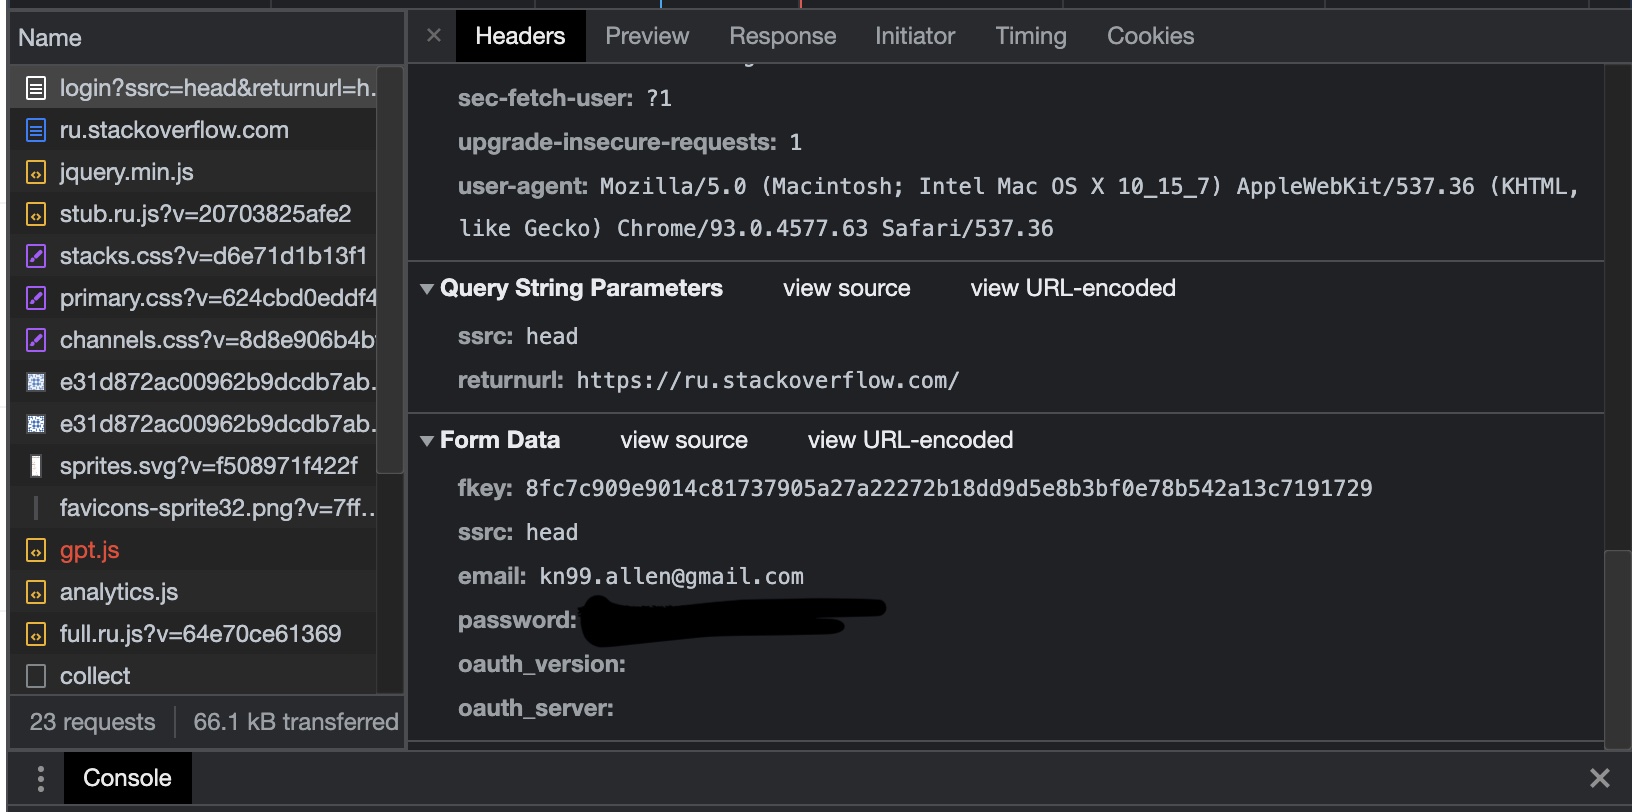 Name
login?ssrc=head&returnurl=h.
ru.stackoverflow.com
jquery.min.js
stub.ru.js?v=20703825afe2
stacks.css?v=d6e71d1b13f1
primary.css?v=624cbd0eddf4
channels.css?v=8d8e906b4b
e31d872ac00962b9dcdb7ab.
e31d872ac00962b9dcdb7ab.
sprites.svg?v=f508971f422f
favicons-sprite32.png?v=7ff…
gpt.js
analytics.js
full.ru.js?v=64e70ce61369
collect
23 requests 66.1 kB transferred
Headers Preview Response Initiator Timing Cookies
sec-fetch-user: ?1
upgrade-insecure-requests: 1
user-agent: Mozilla/5.0 (Macintosh; Intel Mac OS X 10_15_7) AppleWebKit/537.36 (KHTML,
like Gecko) Chrome/93.0.4577.63 Safari/537.36
Query String Parameters view source view URL-encoded
ssrc: head
returnurl: https://ru.stackoverflow.com/
Form Data view source view URL-encoded
fkey: 8fc7c909e9014c81737905a27a22272b18dd9d5e8b3bf0e78b542a13c7191729
ssrc: head
email: kn99.allen@gmail.com
password:
oauth_version:
oauth_server:
Console